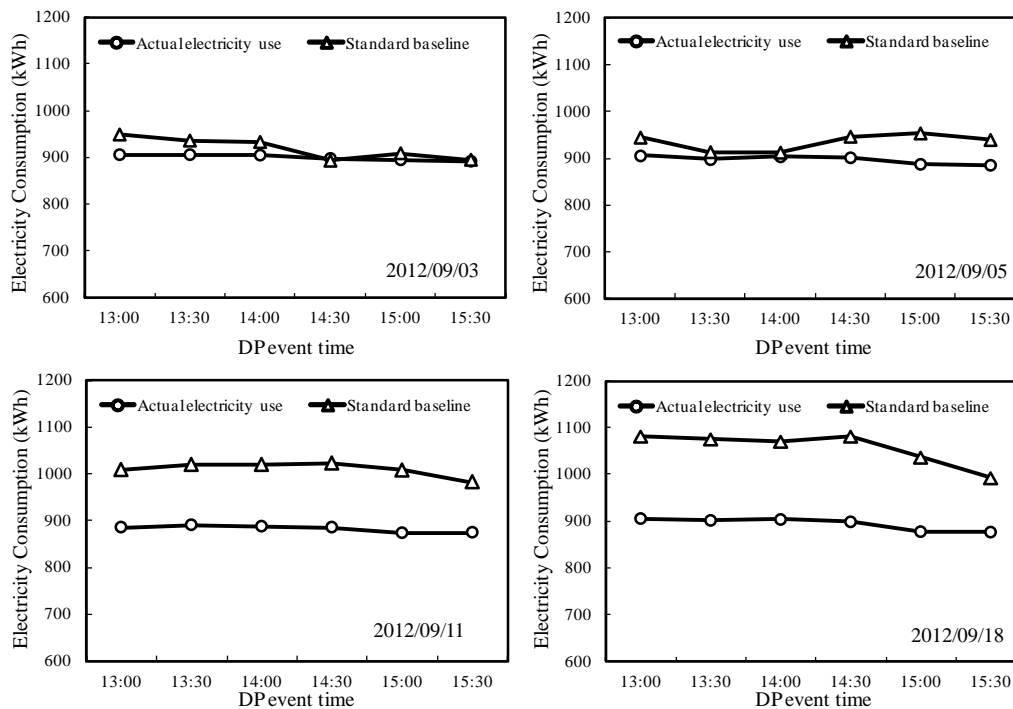 1200
1100
1000
900
800
700
600
Electricity Consumption (kWh)
Actual electricity use
Standard baseline
2012/09/03
13:00 13:30 14:00 14:30 15:00 15:30
DP event time
1200
1100
1000
900
800
700
600
Electricity Consumption (kWh)
Actual electricity use
Standard baseline
2012/09/05
13:00 13:30 14:00 14:30 15:00 15:30
DP event time
1200
1100
1000
900
800
700
600
Electricity Consumption (kWh)
Actual electricity use
Standard baseline
2012/09/11
13:00 13:30 14:00 14:30 15:00 15:30
DP event time
1200
1100
1000
900
800
700
600
Electricity Consumption (kWh)
Actual electricity use
Standard baseline
2012/09/18
13:00 13:30 14:00 14:30 15:00 15:30
DP event time